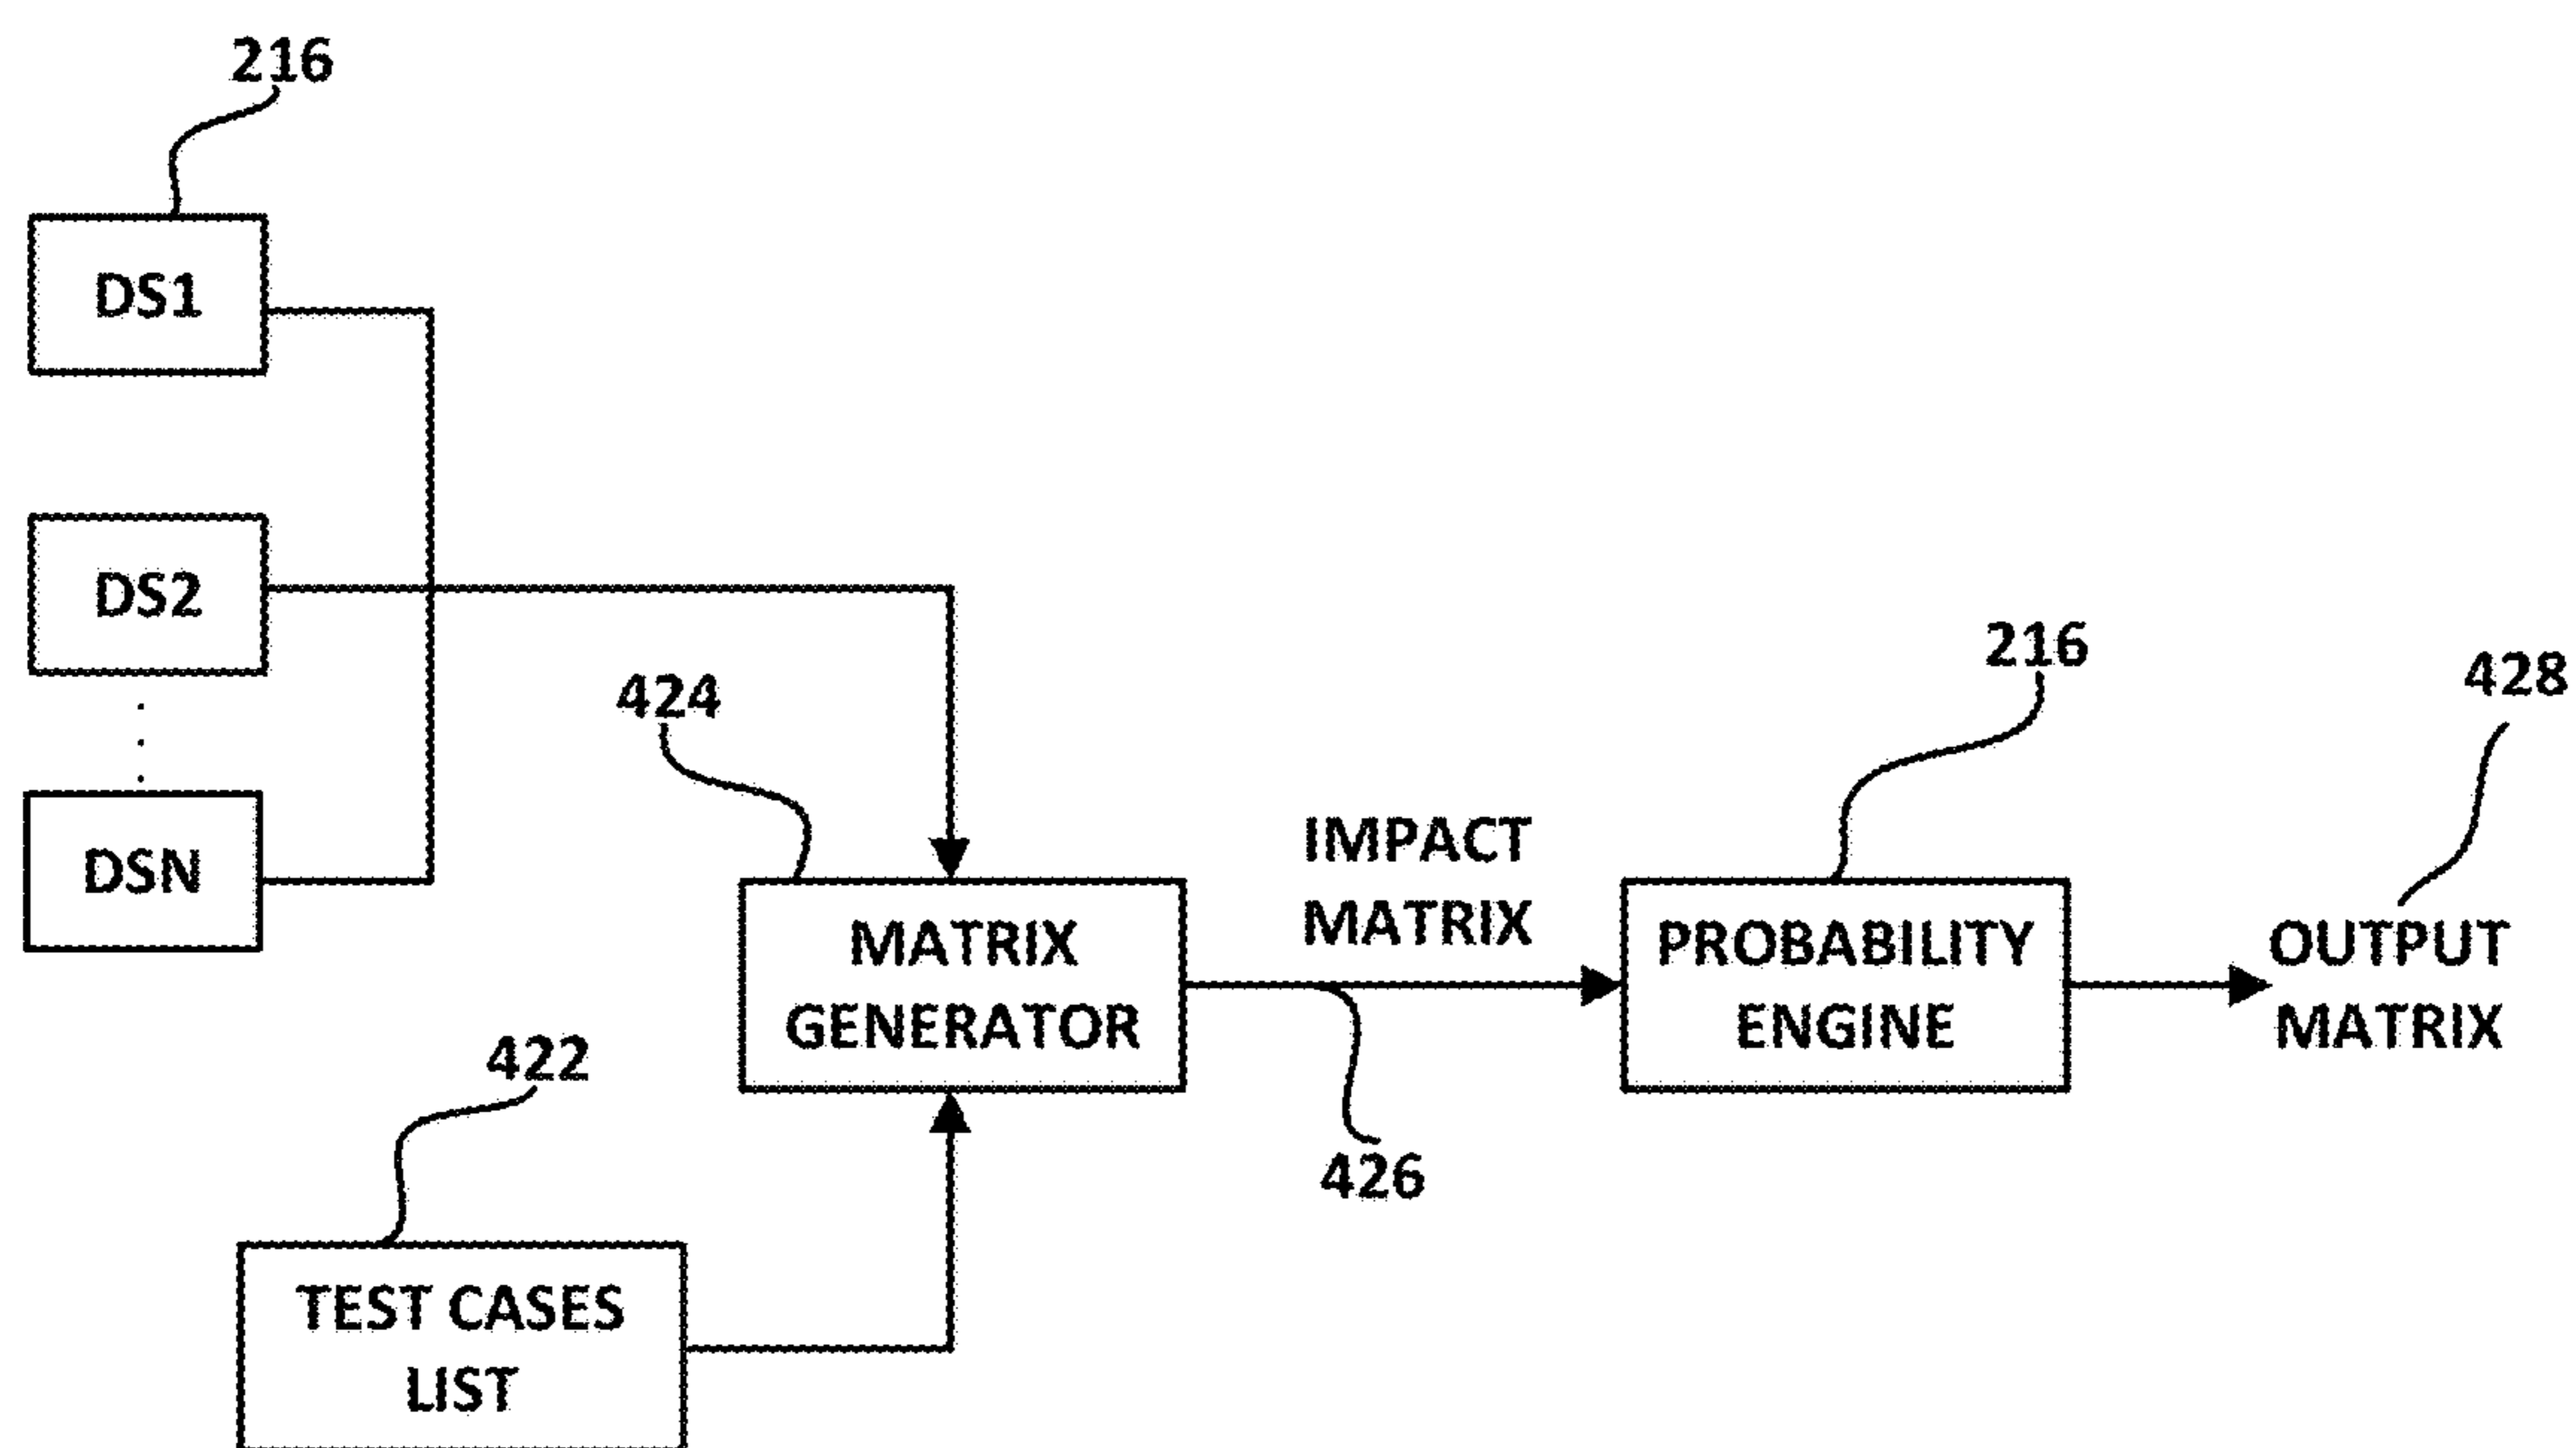 216
DS1
DS2
DSN
424
216
428
IMPACT
MATRIX
MATRIX
GENERATOR
PROBABILITY
ENGINE
OUTPUT
MATRIX
422
426
TEST CASES
LIST